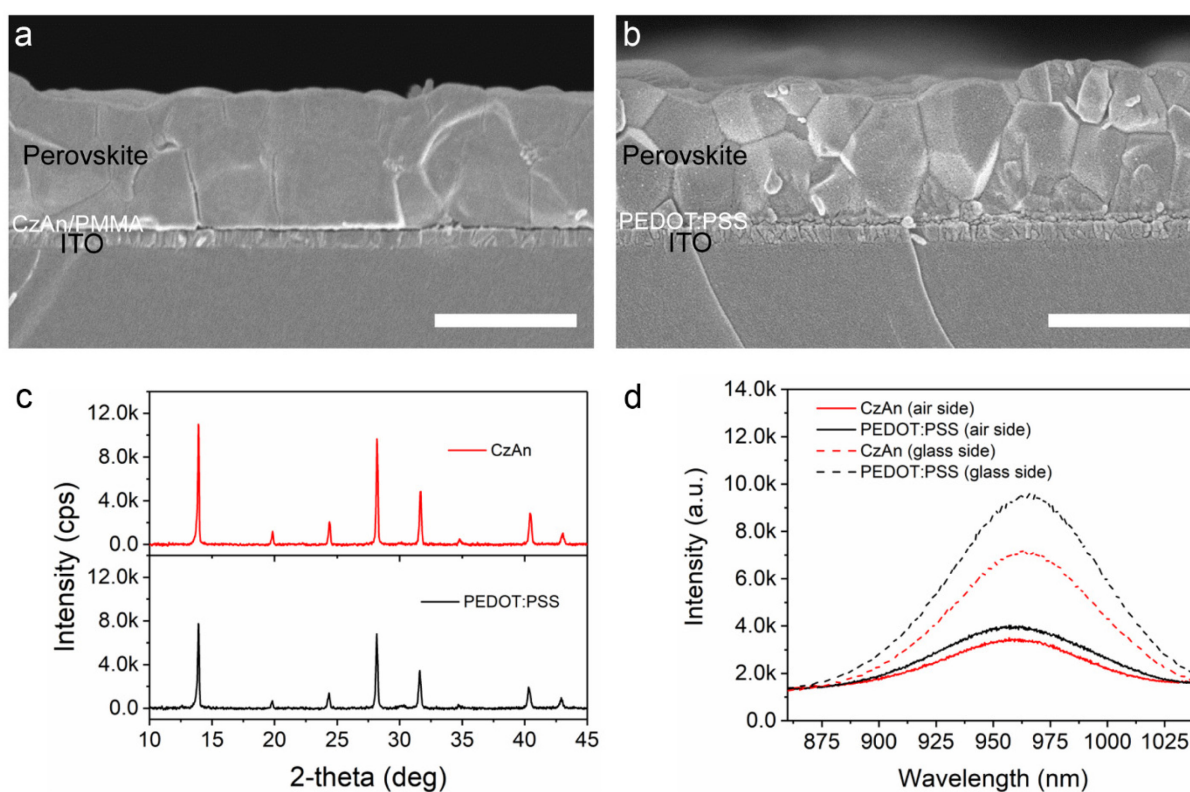 a
Perovskite
CzAn/PMMA
ITO
b
Perovskite
PEDOT:PSS
ITO
c
Intensity (cps)
12.0k
8.0k
4.0k
0.0
CzAn
12.0k
8.0k
4.0k
0.0
PEDOT:PSS
10 15 20 25 30 35 40 45
2-theta (deg)
d
Intensity (a.u.)
14.0k
12.0k
10.0k
8.0k
6.0k
4.0k
2.0k
0.0
CzAn (air side)
PEDOT:PSS (air side)
CzAn (glass side)
PEDOT:PSS (glass side)
875 900 925 950 975 1000 1025
Wavelength (nm)